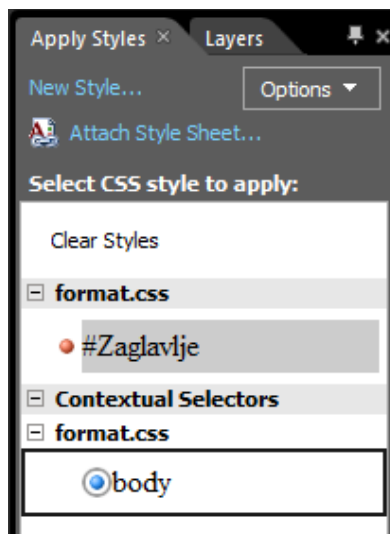 Apply Styles × Layers
New Style... Options
Attach Style Sheet...
Select CSS style to apply:
Clear Styles
format.css
#Zaglavlje
Contextual Selectors
format.css
body